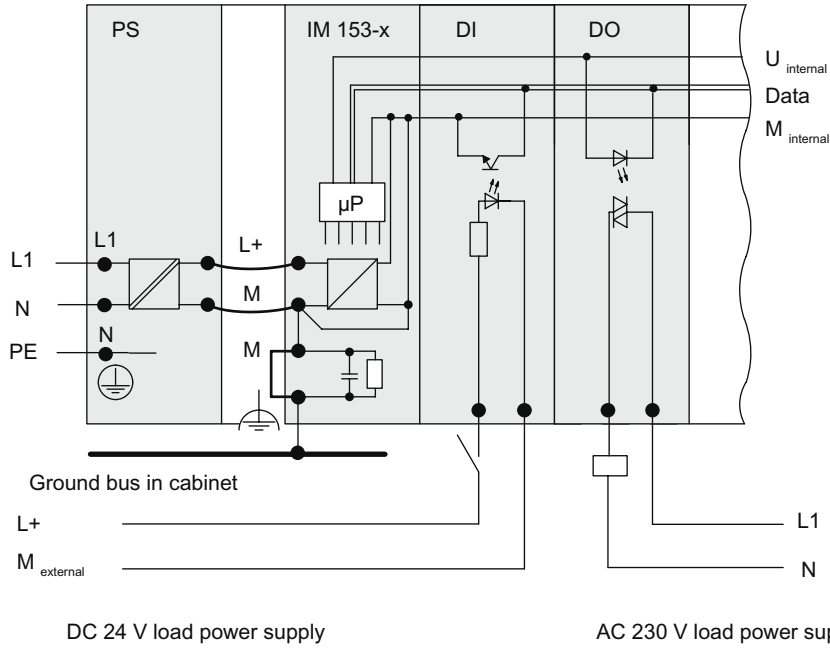 PS
IM 153-x
DI
DO
U internal
Data
M internal
µP
L1
L+
L1
N
M
N
PE
M
Ground bus in cabinet
L+
M external
L1
N
DC 24 V load power supply
AC 230 V load power sup